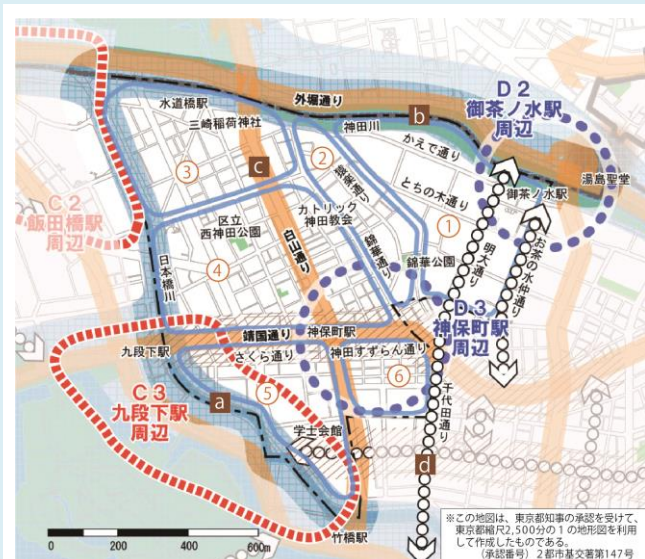 外堀通り
b
D2
御茶ノ水駅
周辺
水道橋駅
三崎稲荷神社
神田川
かえで通り
湯島聖堂
c
②
猿楽通り
③
とちの木通り
御茶ノ水駅
C2
飯田橋駅
周辺
区立
西神田公園
カトリック
神田教会
①
明大通り
お茶の水仲通り
日本橋川
④
白山通り
錦華通り
錦華公園
D3
神保町駅
周辺
靖国通り
神保町駅
九段下駅
さくら通り
神田すずらん通り
C3
九段下駅
周辺
⑤
⑥
a
千代田通り
学士会館
d
竹橋駅
0 200 400 600m
※この地図は、東京都知事の承認を受けて、
東京都縮尺2,500分の1の地形図を利用
して作成したものである。
(承認番号) 2都市基交著第147号